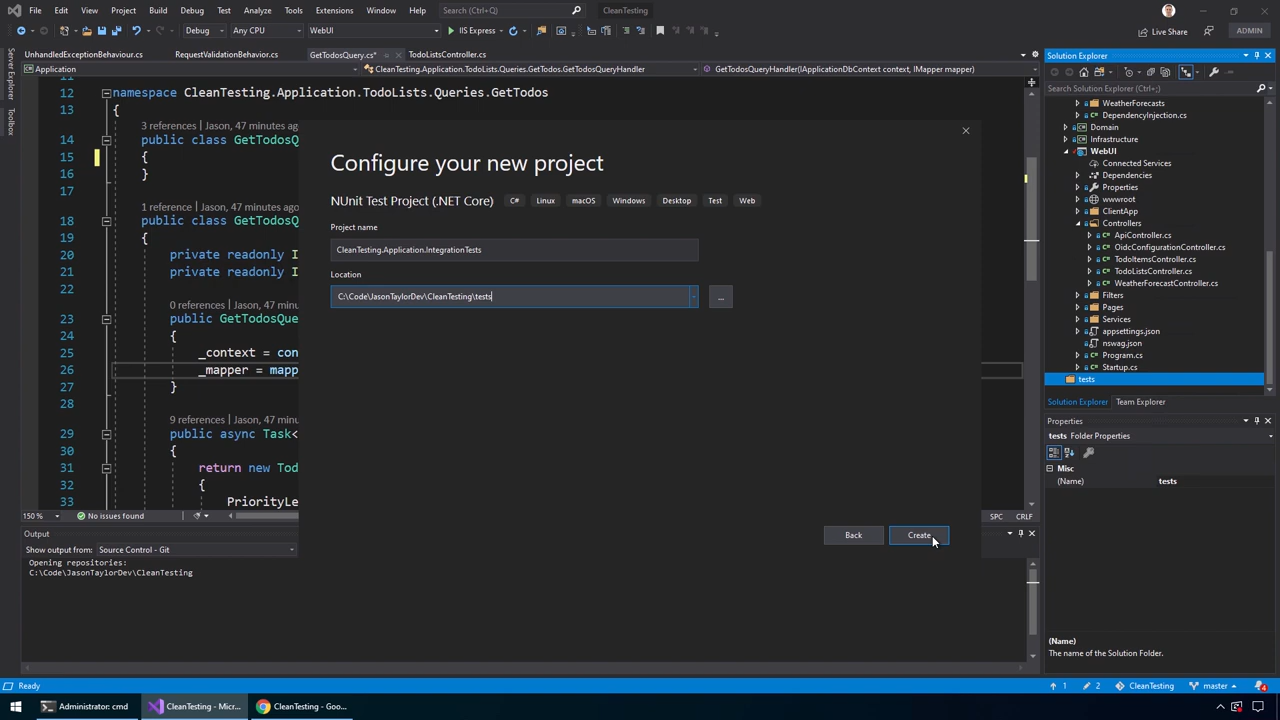 File Edit View Project Build Debug Test Analyze Tools Extensions Window Help Search (Ctrl+Q) CleanTesting
Debug Any CPU WebUI IIS Express Live Share ADMIN
Server Explorer
Toolbox
UnhandledExceptionBehaviour.cs RequestValidationBehavior.cs GetTodosQuery.cs* TodoListsController.cs
Application CleanTesting.Application.TodoLists.Queries.GetTodos.GetTodosQueryHandler GetTodosQueryHandler(IApplicationDbContext context, IMapper mapper)
11
12 namespace CleanTesting.Application.TodoLists.Queries.GetTodos
13 {
3 references | Jason, 47 minutes ago
14 public class GetTodosQ
15 {
16 }
17
1 reference | Jason, 47 minutes ago
18 public class GetTodosQ
19 {
20 private readonly I
21 private readonly I
22
0 references | Jason, 47 minu
23 public GetTodosQue
24 {
25 _context = con
26 _mapper = mapp
27 }
28
9 references | Jason, 47 minu
29 public async Task<
30 {
31 return new Tod
32 {
33 PriorityLe
150 % No issues found SPC CRLF
Configure your new project
NUnit Test Project (.NET Core) C# Linux macOS Windows Desktop Test Web
Project name
CleanTesting.Application.IntegrationTests
Location
C:\Code\JasonTaylorDev\CleanTesting\tests
...
Back Create
Output
Show output from: Source Control - Git
Opening repositories:
C:\Code\JasonTaylorDev\CleanTesting
Solution Explorer
Search Solution Explorer (Ctrl+;)
WeatherForecasts
DependencyInjection.cs
Domain
Infrastructure
WebUI
Connected Services
Dependencies
Properties
wwwroot
ClientApp
Controllers
ApiController.cs
OidcConfigurationController.cs
TodoItemsController.cs
TodoListsController.cs
WeatherForecastController.cs
Filters
Pages
Services
appsettings.json
nswag.json
Program.cs
Startup.cs
tests
Solution Explorer Team Explorer
Properties
tests Folder Properties
Misc
(Name) tests
(Name)
The name of the Solution Folder.
Ready 1 2 CleanTesting master 4
Administrator: cmd CleanTesting - Micr... CleanTesting - Goo...